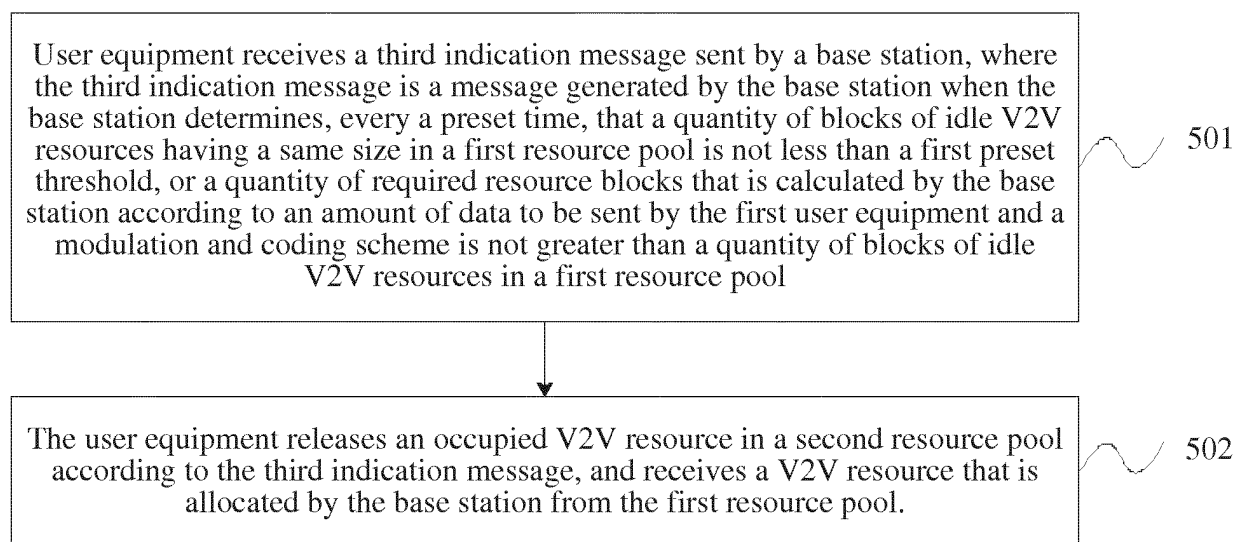 User equipment receives a third indication message sent by a base station, where
the third indication message is a message generated by the base station when the
base station determines, every a preset time, that a quantity of blocks of idle V2V
resources having a same size in a first resource pool is not less than a first preset
threshold, or a quantity of required resource blocks that is calculated by the base
station according to an amount of data to be sent by the first user equipment and a
modulation and coding scheme is not greater than a quantity of blocks of idle
V2V resources in a first resource pool
501
The user equipment releases an occupied V2V resource in a second resource pool
according to the third indication message, and receives a V2V resource that is
allocated by the base station from the first resource pool.
502